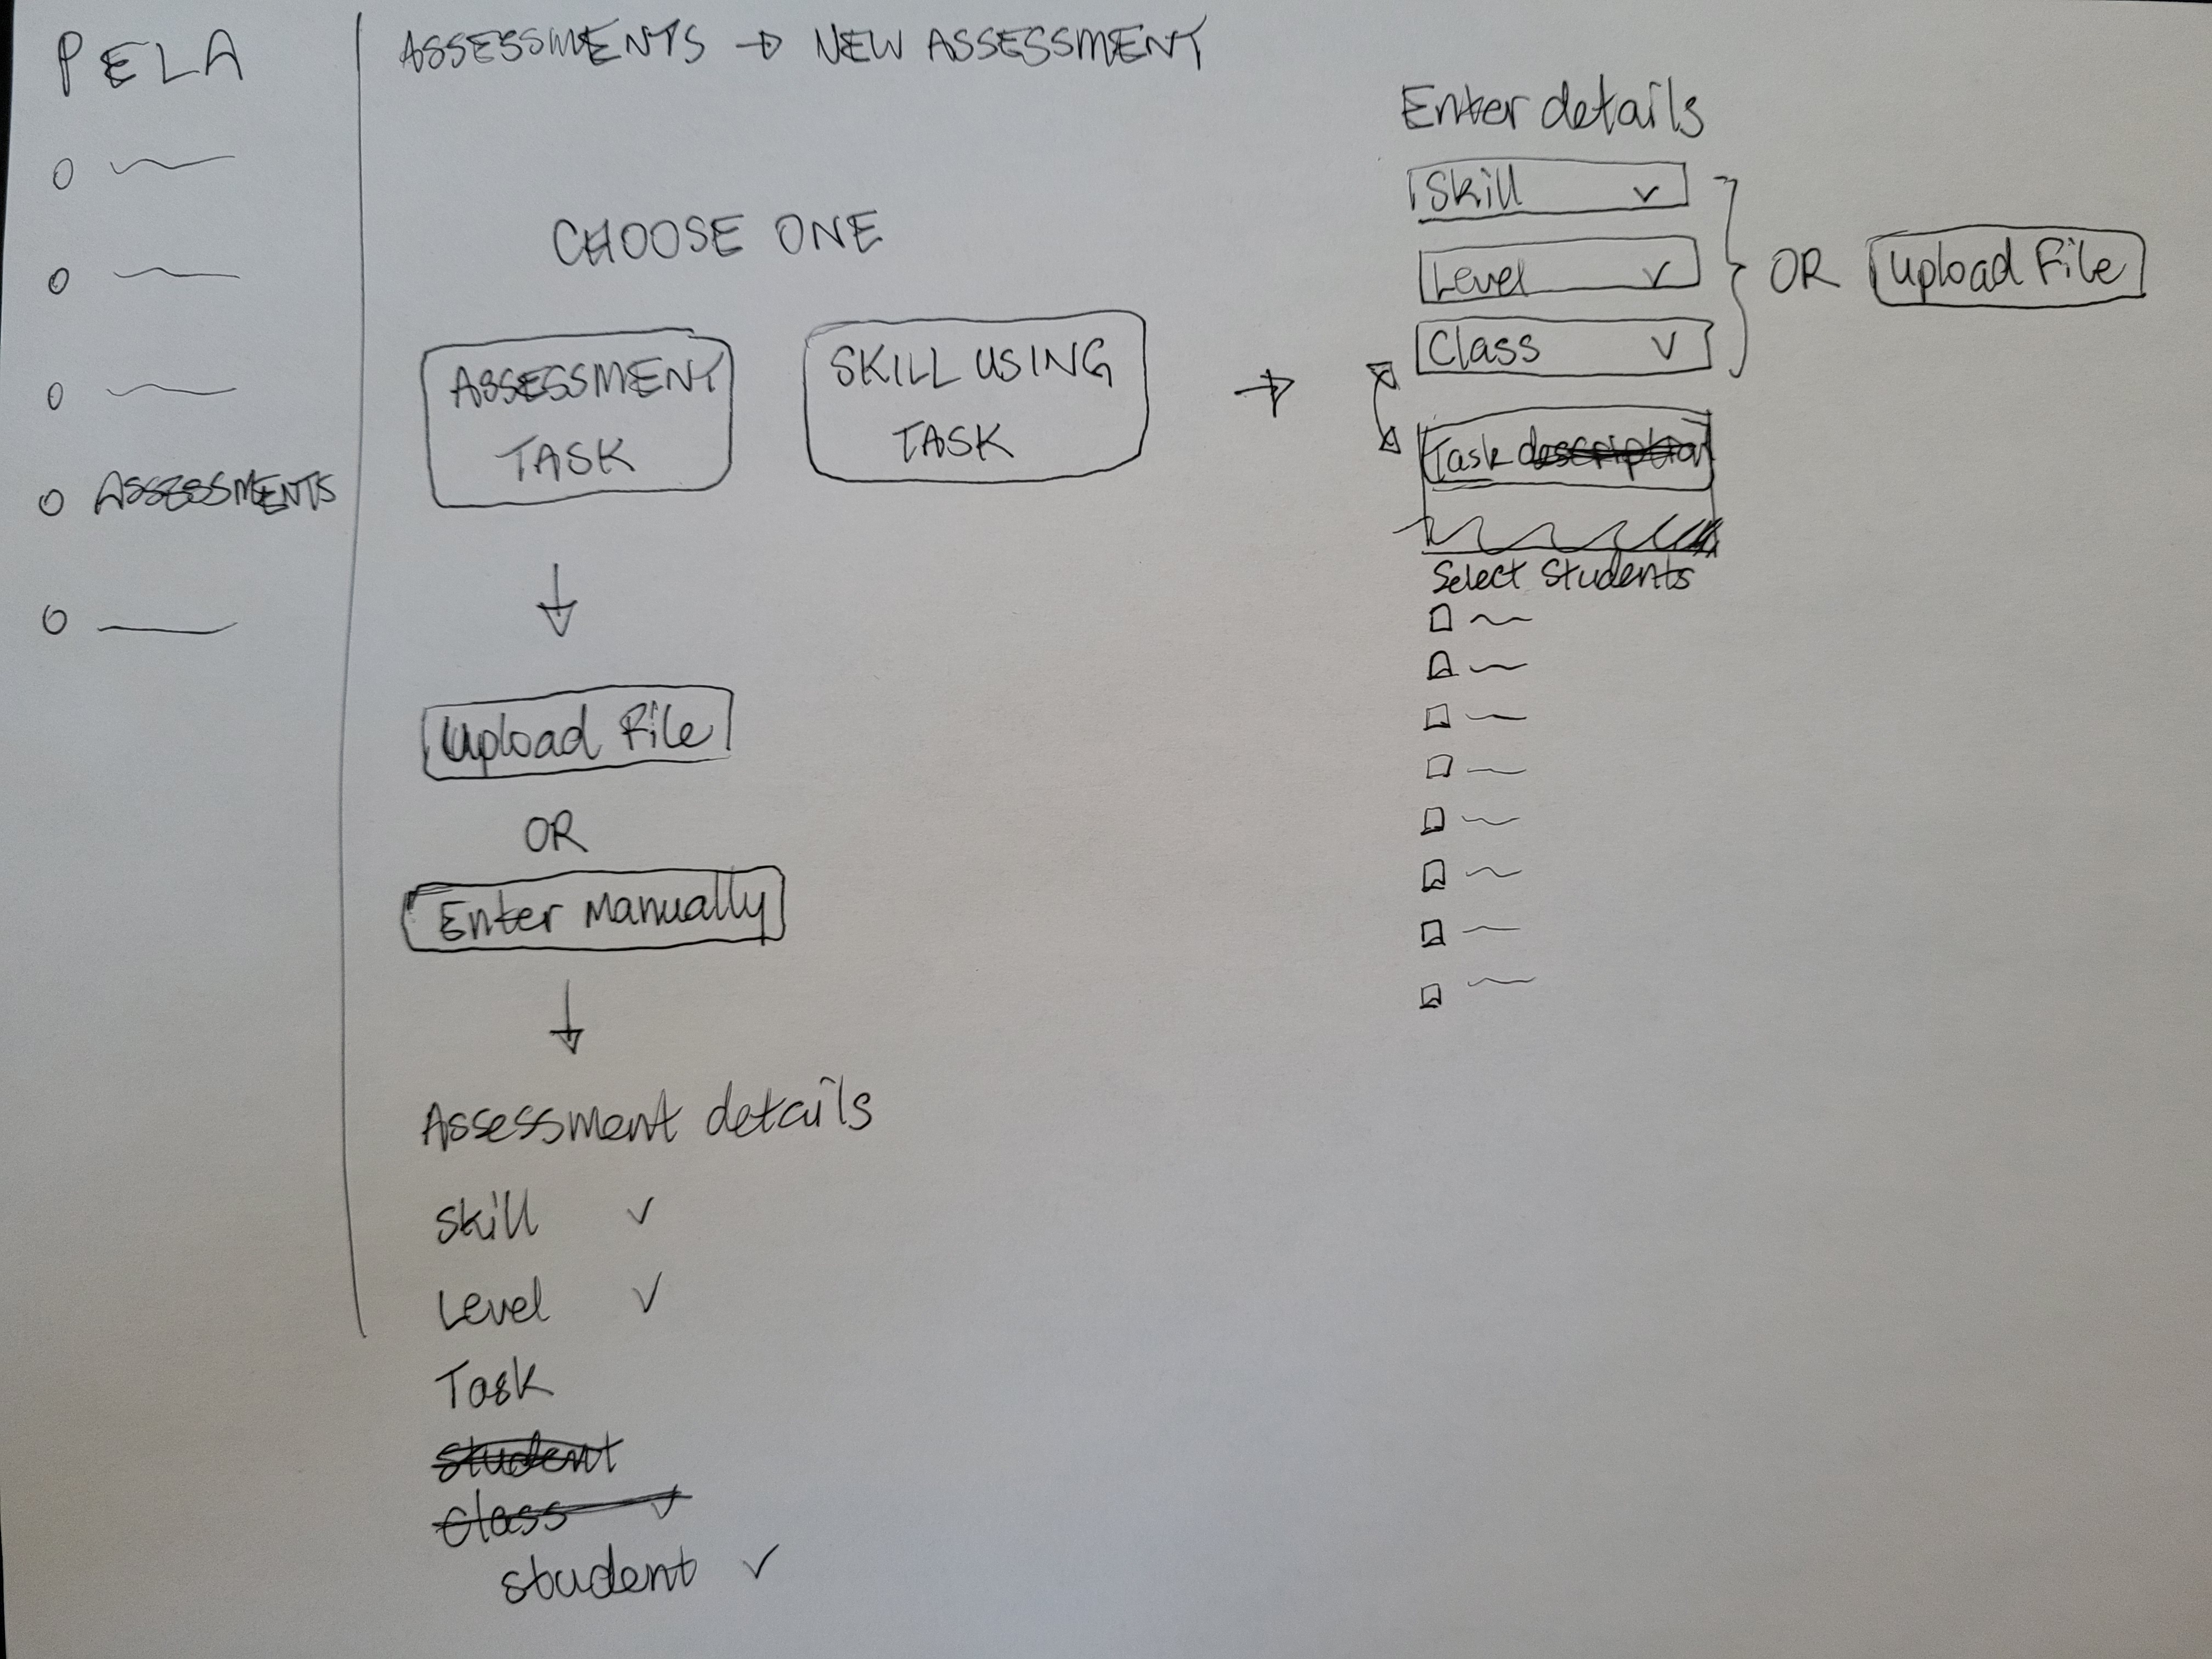 PELA
ASSESSMENTS → NEW ASSESSMENT
ASSESSMENTS
CHOOSE ONE
ASSESSMENT
TASK
SKILL USING
TASK
→
↓
Upload File
OR
Enter Manually
↓
Assessment details
Skill ✓
Level ✓
Task
Student
Class ✓
student ✓
Enter details
Skill ✓
Level ✓
Class ✓
OR Upload File
Task description
Select Students